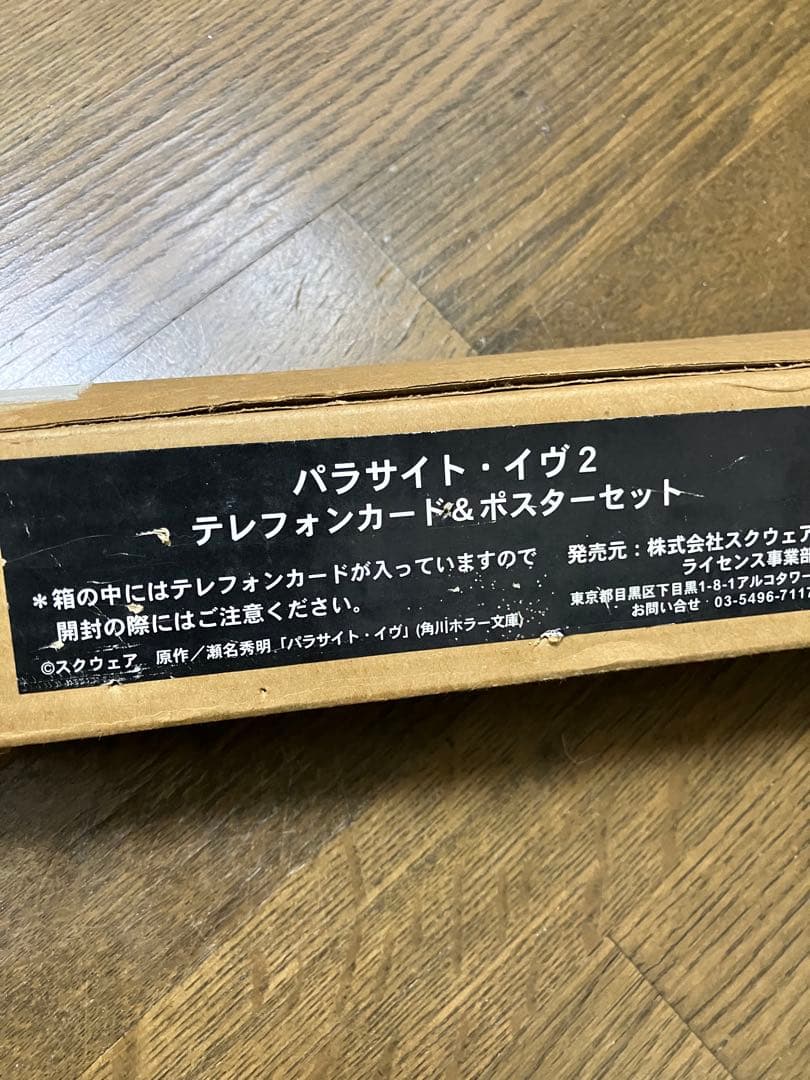 パラサイト・イヴ2
テレフォンカード&ポスターセット
＊箱の中にはテレフォンカードが入っていますので
開封の際にはご注意ください。
©スクウェア　原作／瀬名秀明「パラサイト・イヴ」(角川ホラー文庫)
発売元：株式会社スクウェア
ライセンス事業部
東京都目黒区下目黒1-8-1アルコタワー
お問い合せ・03-5496-7117